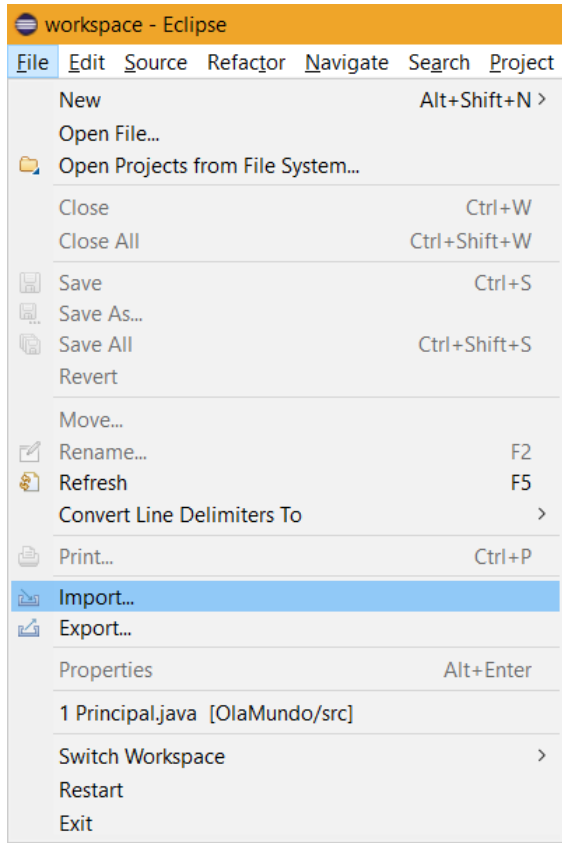 workspace - Eclipse
File Edit Source Refactor Navigate Search Project
New Alt+Shift+N >
Open File...
Open Projects from File System...
Close Ctrl+W
Close All Ctrl+Shift+W
Save Ctrl+S
Save As...
Save All Ctrl+Shift+S
Revert
Move...
Rename... F2
Refresh F5
Convert Line Delimiters To >
Print... Ctrl+P
Import...
Export...
Properties Alt+Enter
1 Principal.java [OlaMundo/src]
Switch Workspace >
Restart
Exit